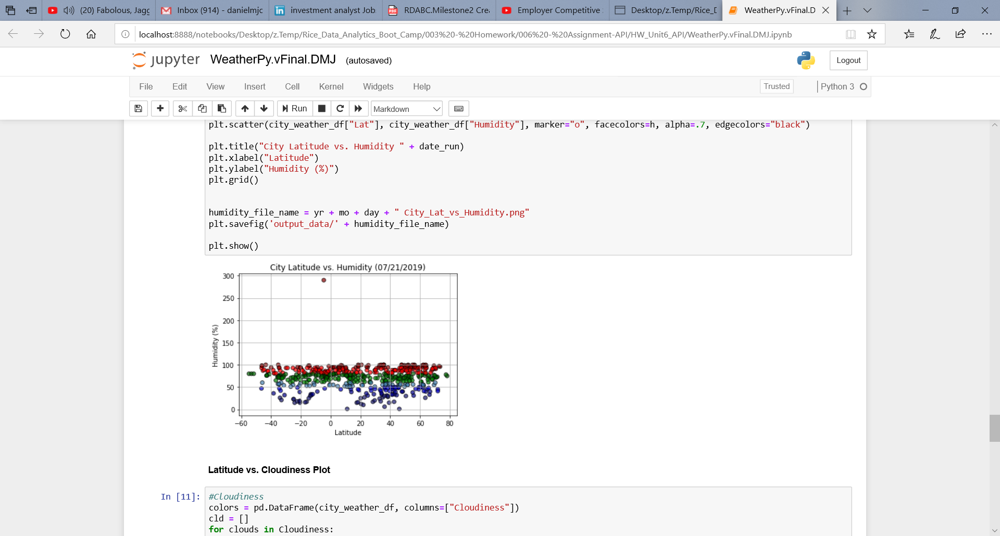 (20) Fabolous, Jagg
Inbox (914) - danielmjc
investment analyst Job
RDABC.Milestone2 Cre
Employer Competitive
Desktop/z.Temp/Rice_D
WeatherPy.vFinal.D
localhost:8888/notebooks/Desktop/z.Temp/Rice_Data_Analytics_Boot_Camp/003%20-%20Homework/006%20-%20Assignment-API/HW_Unit6_API/WeatherPy.vFinal.DMJ.ipynb
jupyter WeatherPy.vFinal.DMJ (autosaved)
Logout
File Edit View Insert Cell Kernel Widgets Help
Trusted
Python 3
Run
Markdown
plt.scatter(city_weather_df["Lat"], city_weather_df["Humidity"], marker="o", facecolors=h, alpha=.7, edgecolors="black")
plt.title("City Latitude vs. Humidity " + date_run)
plt.xlabel("Latitude")
plt.ylabel("Humidity (%)")
plt.grid()
humidity_file_name = yr + mo + day + " City_Lat_vs_Humidity.png"
plt.savefig('output_data/' + humidity_file_name)
plt.show()
City Latitude vs. Humidity (07/21/2019)
Humidity (%)
300
250
200
150
100
50
0
−60 −40 −20 0 20 40 60 80
Latitude
Latitude vs. Cloudiness Plot
In [11]:
#Cloudiness
colors = pd.DataFrame(city_weather_df, columns=["Cloudiness"])
cld = []
for clouds in Cloudiness: